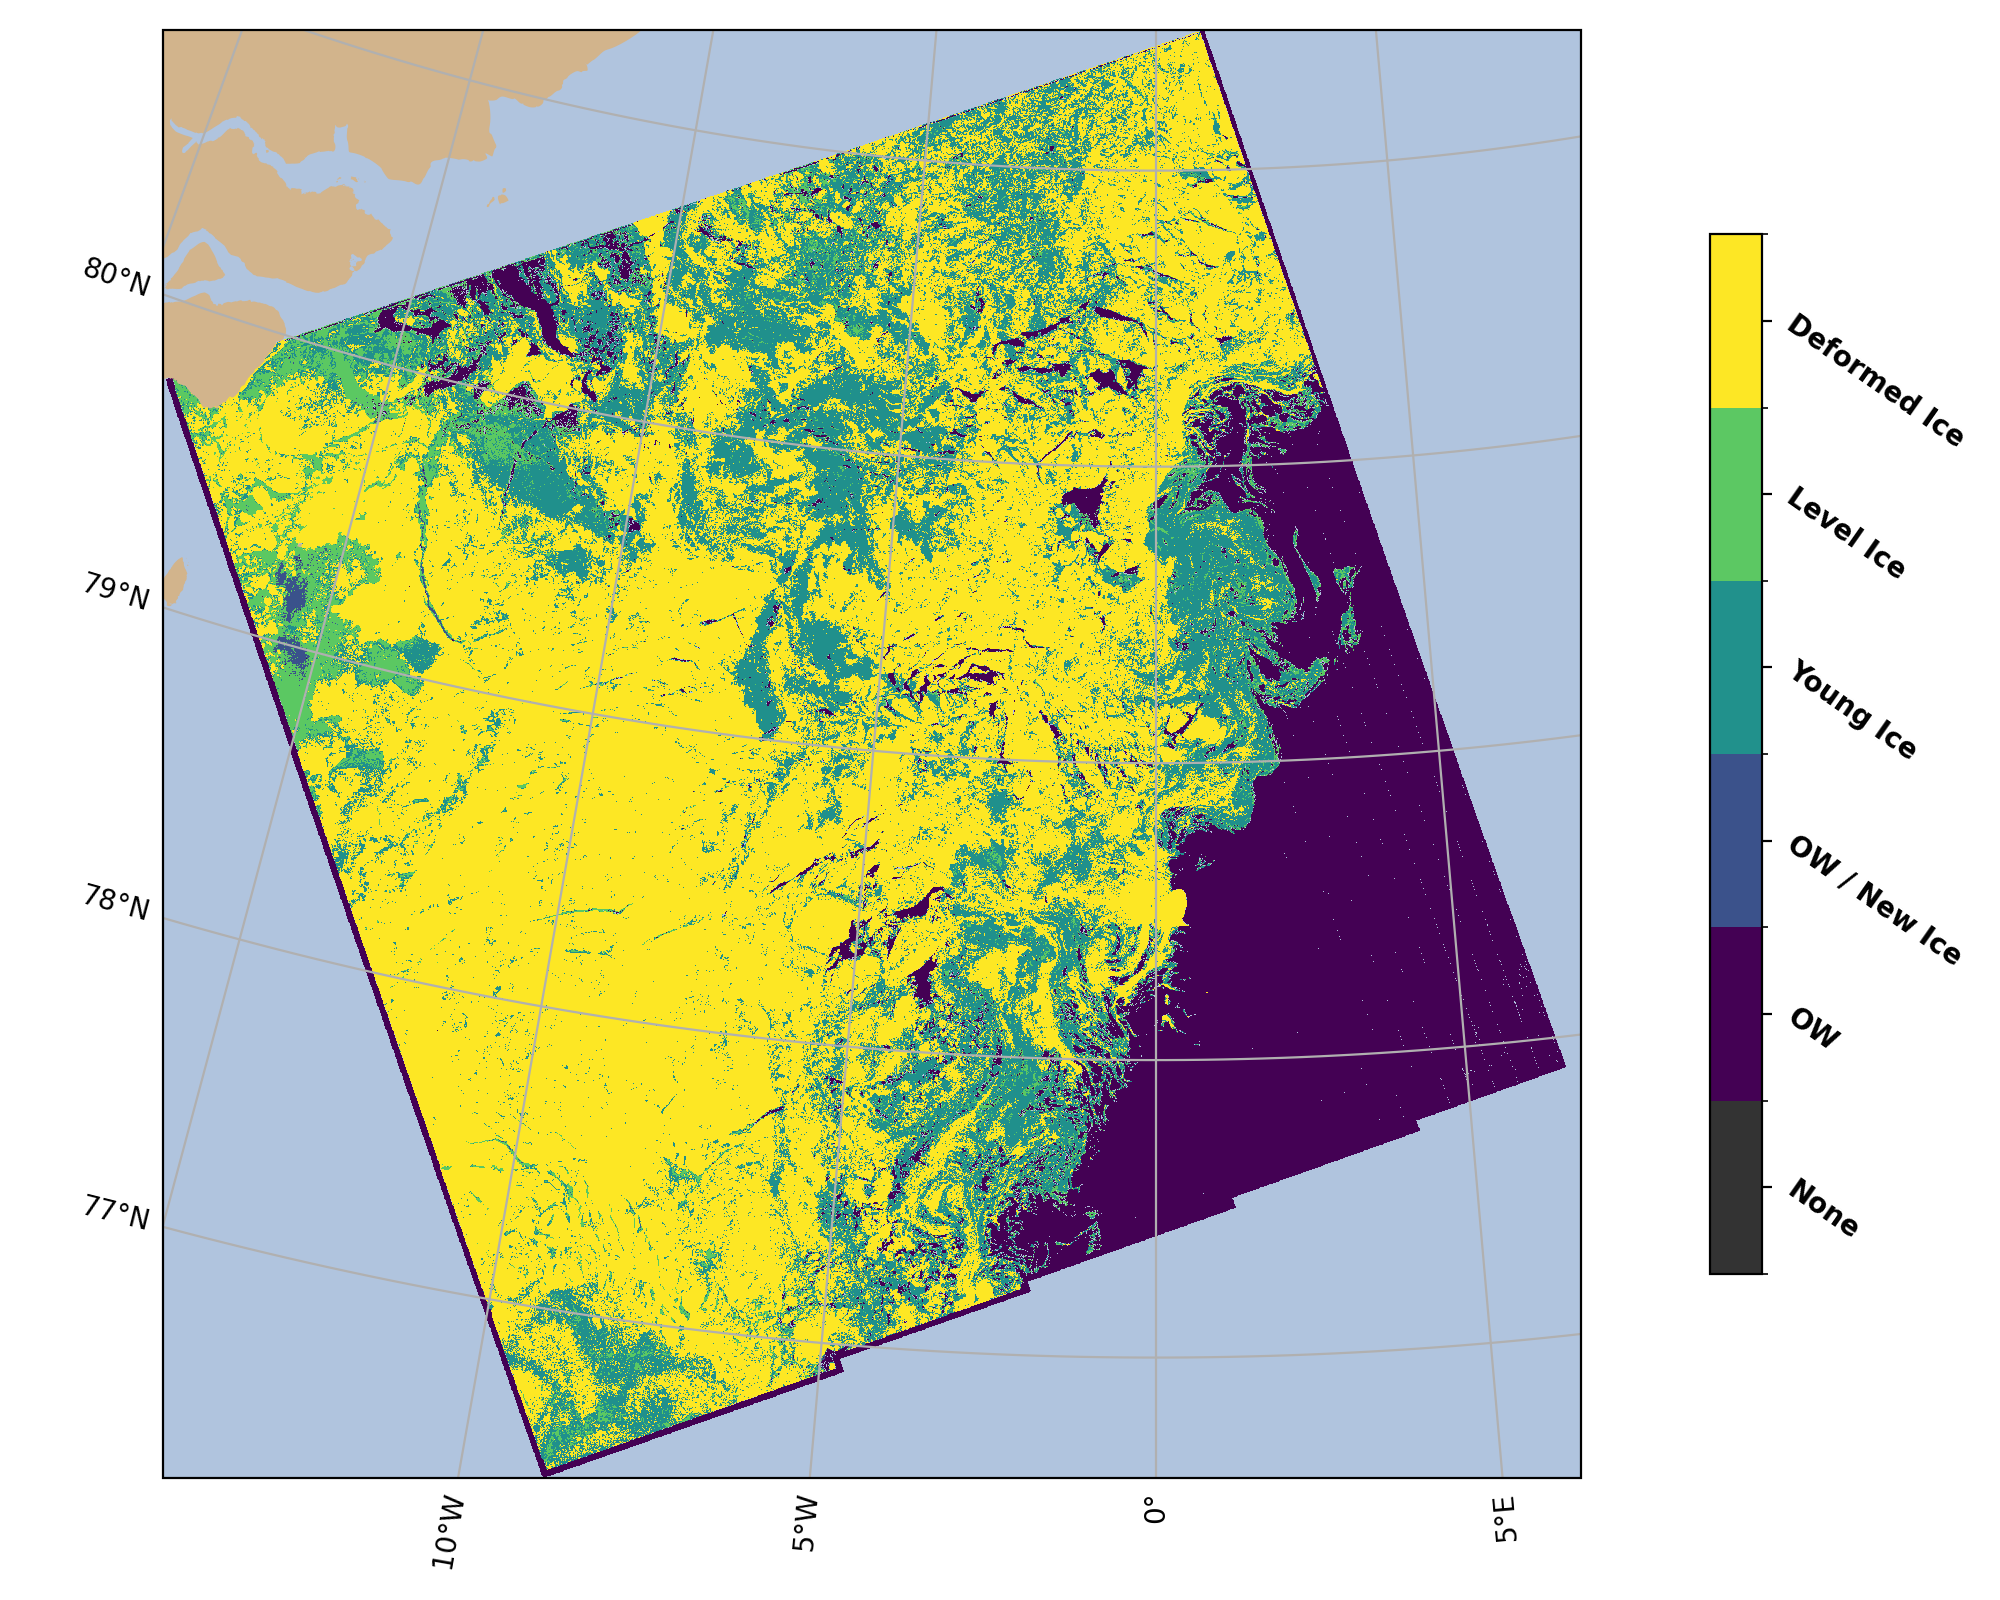 80°N
79°N
78°N
77°N
10°W
5°W
0°
5°E
Deformed Ice
Level Ice
Young Ice
OW / New Ice
OW
None